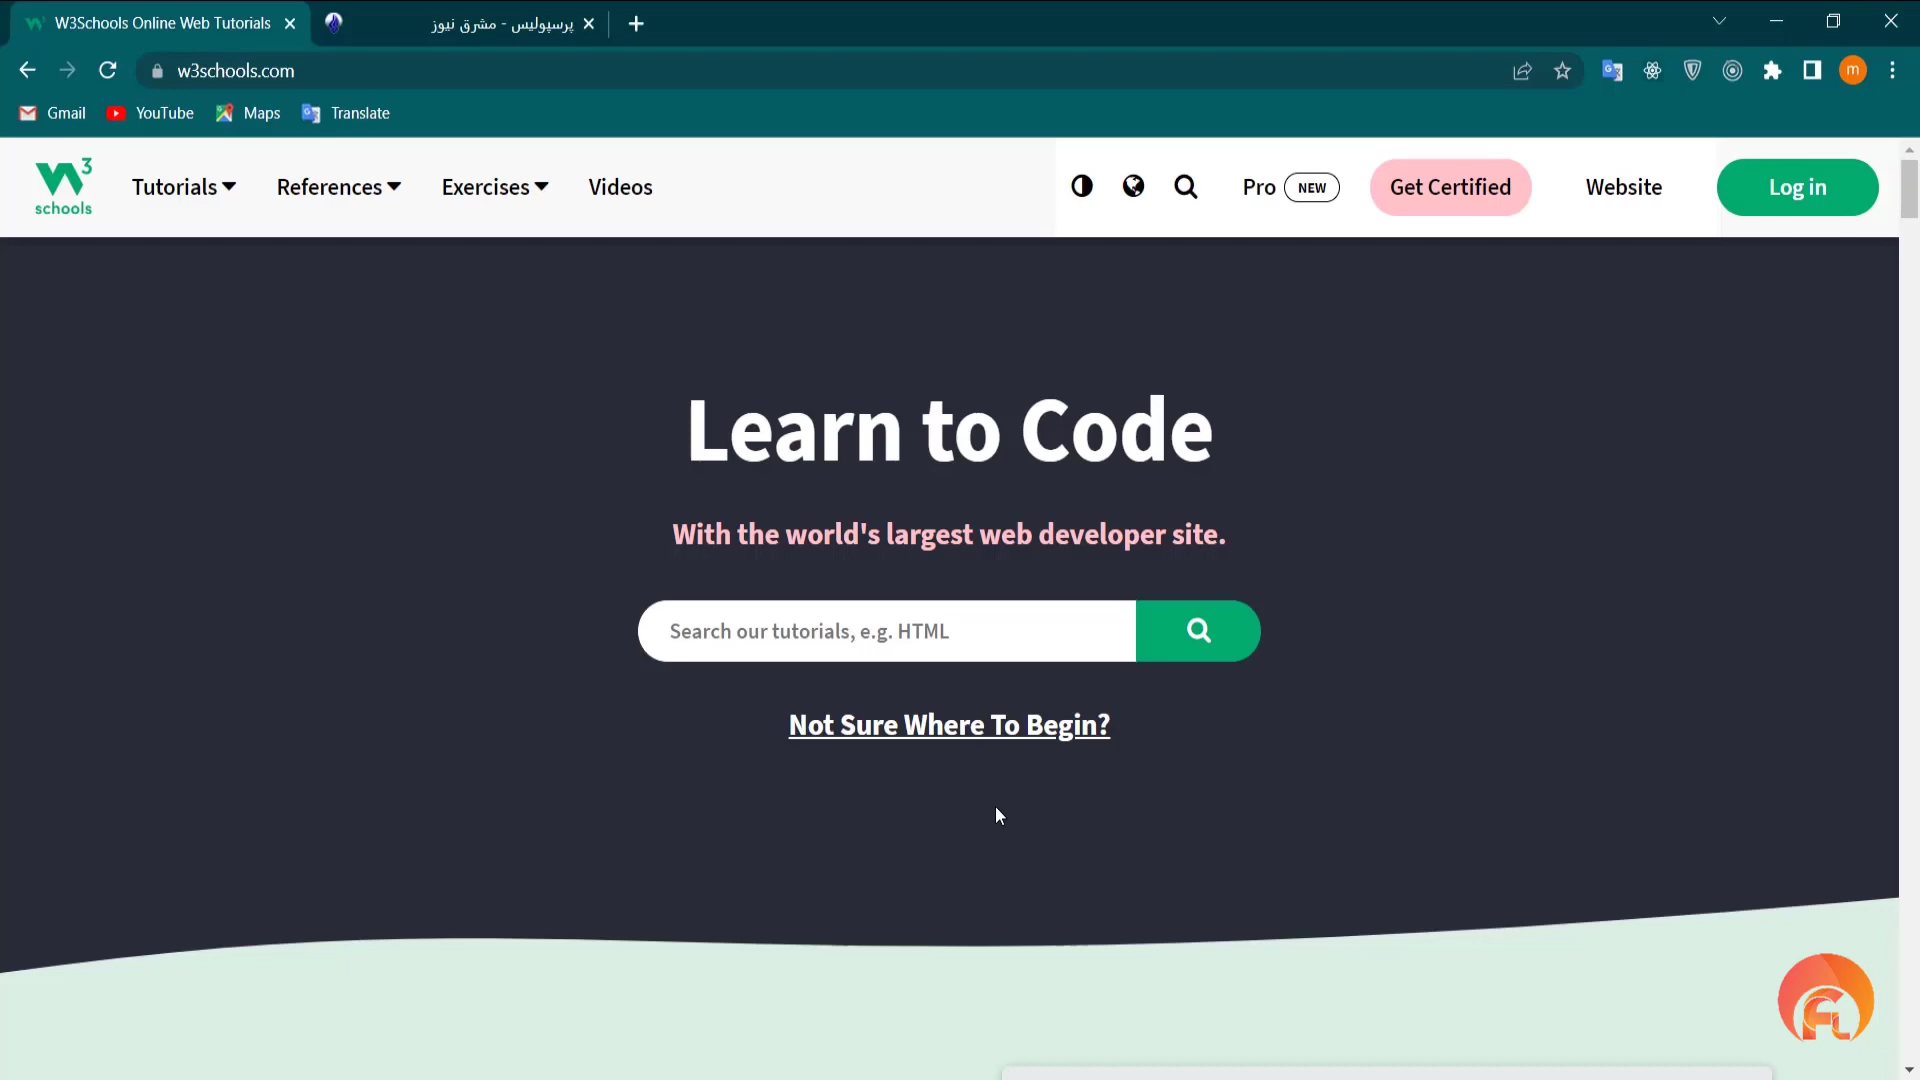 W3Schools Online Web Tutorials
پرسپولیس - مشرق نیوز
w3schools.com
m
Gmail
YouTube
Maps
Translate
W3 schools
Tutorials
References
Exercises
Videos
Pro NEW
Get Certified
Website
Log in
Learn to Code
With the world's largest web developer site.
Search our tutorials, e.g. HTML
Not Sure Where To Begin?